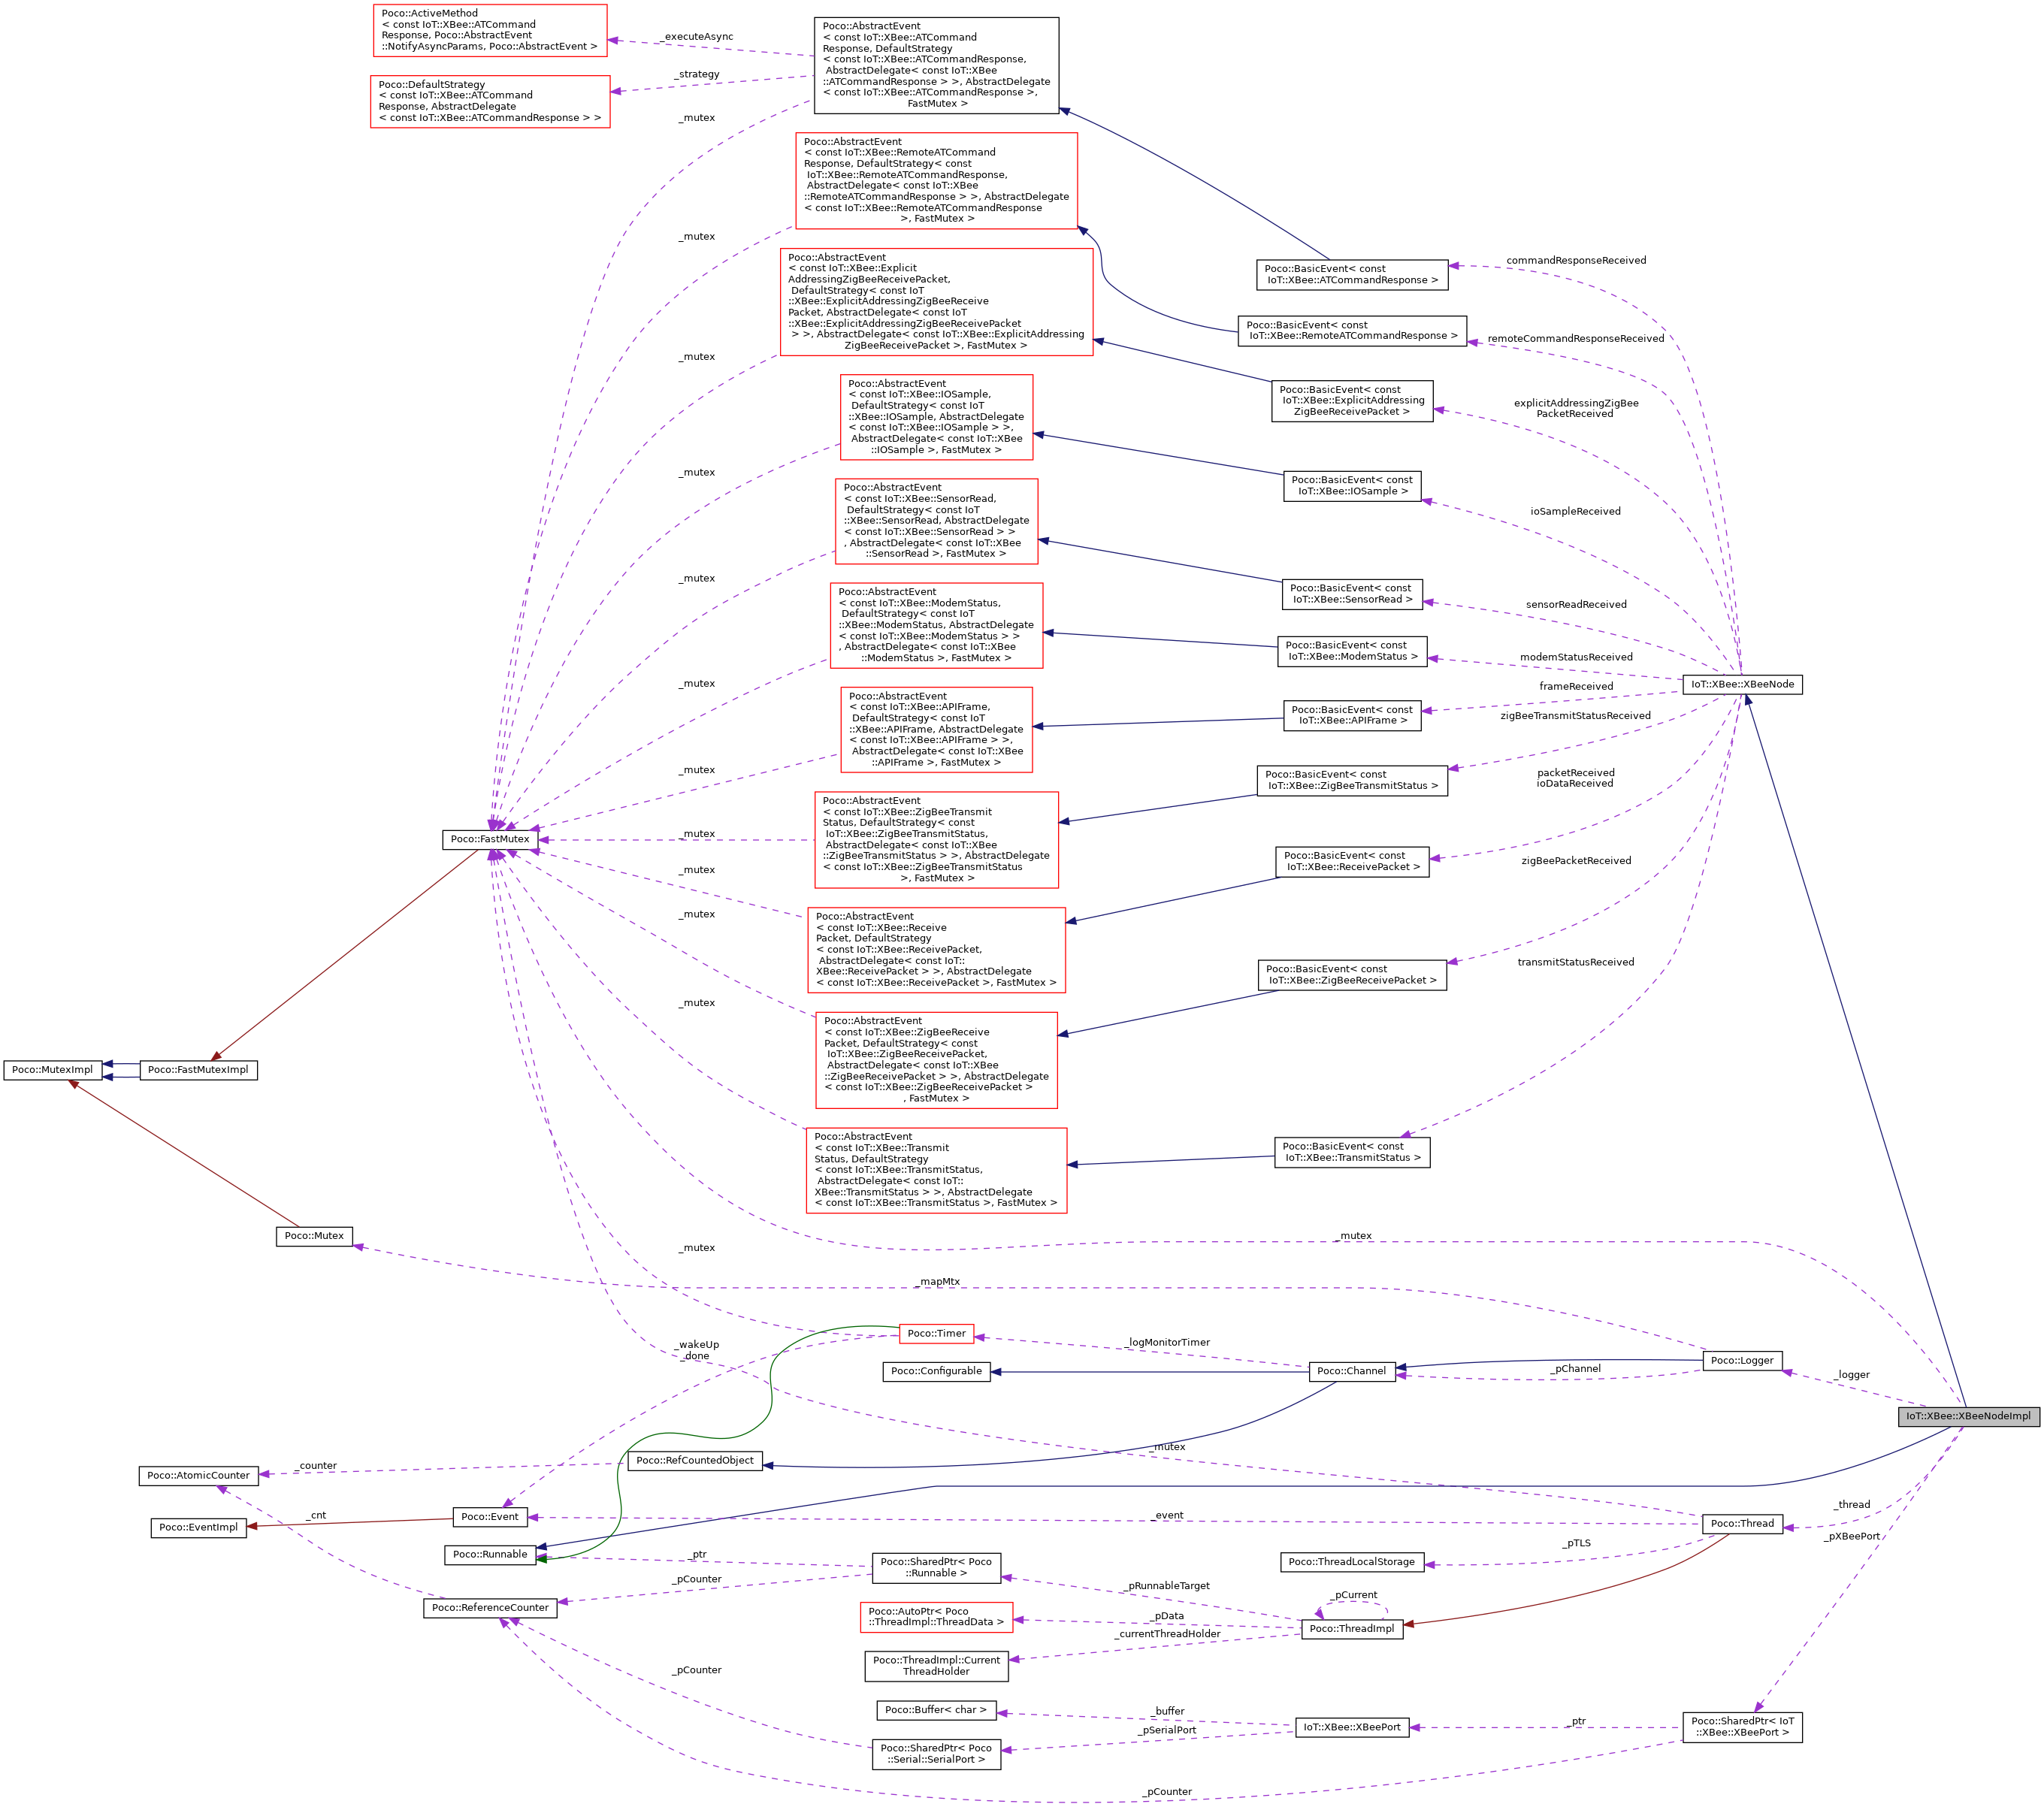 Poco::ActiveMethod
< const IoT::XBee::ATCommand
Response, Poco::AbstractEvent
::NotifyAsyncParams, Poco::AbstractEvent >
Poco::DefaultStrategy
< const IoT::XBee::ATCommand
Response, AbstractDelegate
< const IoT::XBee::ATCommandResponse > >
_executeAsync
_strategy
_mutex
Poco::AbstractEvent
< const IoT::XBee::ATCommand
Response, DefaultStrategy
< const IoT::XBee::ATCommandResponse,
AbstractDelegate< const IoT::XBee
::ATCommandResponse > >, AbstractDelegate
< const IoT::XBee::ATCommandResponse >,
FastMutex >
Poco::AbstractEvent
< const IoT::XBee::RemoteATCommand
Response, DefaultStrategy< const
IoT::XBee::RemoteATCommandResponse,
AbstractDelegate< const IoT::XBee
::RemoteATCommandResponse > >, AbstractDelegate
< const IoT::XBee::RemoteATCommandResponse
>, FastMutex >
_mutex
Poco::AbstractEvent
< const IoT::XBee::Explicit
AddressingZigBeeReceivePacket,
DefaultStrategy< const IoT
::XBee::ExplicitAddressingZigBeeReceive
Packet, AbstractDelegate< const IoT
::XBee::ExplicitAddressingZigBeeReceivePacket
> >, AbstractDelegate< const IoT::XBee::ExplicitAddressing
ZigBeeReceivePacket >, FastMutex >
_mutex
Poco::BasicEvent< const
IoT::XBee::ATCommandResponse >
commandResponseReceived
Poco::BasicEvent< const
IoT::XBee::RemoteATCommandResponse >
remoteCommandResponseReceived
Poco::BasicEvent< const
IoT::XBee::ExplicitAddressing
ZigBeeReceivePacket >
explicitAddressingZigBee
PacketReceived
Poco::AbstractEvent
< const IoT::XBee::IOSample,
DefaultStrategy< const IoT
::XBee::IOSample, AbstractDelegate
< const IoT::XBee::IOSample > >,
AbstractDelegate< const IoT::XBee
::IOSample >, FastMutex >
_mutex
Poco::BasicEvent< const
IoT::XBee::IOSample >
ioSampleReceived
Poco::AbstractEvent
< const IoT::XBee::SensorRead,
DefaultStrategy< const IoT
::XBee::SensorRead, AbstractDelegate
< const IoT::XBee::SensorRead > >
, AbstractDelegate< const IoT::XBee
::SensorRead >, FastMutex >
_mutex
Poco::BasicEvent< const
IoT::XBee::SensorRead >
sensorReadReceived
Poco::AbstractEvent
< const IoT::XBee::ModemStatus,
DefaultStrategy< const IoT
::XBee::ModemStatus, AbstractDelegate
< const IoT::XBee::ModemStatus > >
, AbstractDelegate< const IoT::XBee
::ModemStatus >, FastMutex >
_mutex
Poco::BasicEvent< const
IoT::XBee::ModemStatus >
modemStatusReceived
IoT::XBee::XBeeNode
Poco::AbstractEvent
< const IoT::XBee::APIFrame,
DefaultStrategy< const IoT
::XBee::APIFrame, AbstractDelegate
< const IoT::XBee::APIFrame > >,
AbstractDelegate< const IoT::XBee
::APIFrame >, FastMutex >
_mutex
Poco::BasicEvent< const
IoT::XBee::APIFrame >
frameReceived
zigBeeTransmitStatusReceived
Poco::BasicEvent< const
IoT::XBee::ZigBeeTransmitStatus >
Poco::AbstractEvent
< const IoT::XBee::ZigBeeTransmit
Status, DefaultStrategy< const
IoT::XBee::ZigBeeTransmitStatus,
AbstractDelegate< const IoT::XBee
::ZigBeeTransmitStatus > >, AbstractDelegate
< const IoT::XBee::ZigBeeTransmitStatus
>, FastMutex >
_mutex
packetReceived
ioDataReceived
Poco::FastMutex
Poco::BasicEvent< const
IoT::XBee::ReceivePacket >
zigBeePacketReceived
_mutex
_mutex
Poco::AbstractEvent
< const IoT::XBee::Receive
Packet, DefaultStrategy
< const IoT::XBee::ReceivePacket,
AbstractDelegate< const IoT::
XBee::ReceivePacket > >, AbstractDelegate
< const IoT::XBee::ReceivePacket >, FastMutex >
Poco::BasicEvent< const
IoT::XBee::ZigBeeReceivePacket >
transmitStatusReceived
_mutex
Poco::AbstractEvent
< const IoT::XBee::ZigBeeReceive
Packet, DefaultStrategy< const
IoT::XBee::ZigBeeReceivePacket,
AbstractDelegate< const IoT::XBee
::ZigBeeReceivePacket > >, AbstractDelegate
< const IoT::XBee::ZigBeeReceivePacket >
, FastMutex >
Poco::MutexImpl
Poco::FastMutexImpl
Poco::AbstractEvent
< const IoT::XBee::Transmit
Status, DefaultStrategy
< const IoT::XBee::TransmitStatus,
AbstractDelegate< const IoT::
XBee::TransmitStatus > >, AbstractDelegate
< const IoT::XBee::TransmitStatus >, FastMutex >
Poco::BasicEvent< const
IoT::XBee::TransmitStatus >
Poco::Mutex
_mutex
_mutex
_mapMtx
Poco::Timer
_logMonitorTimer
_wakeUp
_done
Poco::Configurable
Poco::Channel
_pChannel
Poco::Logger
_logger
IoT::XBee::XBeeNodeImpl
_mutex
Poco::RefCountedObject
_counter
Poco::AtomicCounter
_cnt
Poco::EventImpl
Poco::Event
_event
Poco::Thread
_thread
_pXBeePort
Poco::Runnable
_ptr
_pCounter
Poco::SharedPtr< Poco
::Runnable >
Poco::ThreadLocalStorage
_pTLS
_pRunnableTarget
_pCurrent
Poco::ReferenceCounter
Poco::AutoPtr< Poco
::ThreadImpl::ThreadData >
_pData
_currentThreadHolder
Poco::ThreadImpl
Poco::ThreadImpl::Current
ThreadHolder
_pCounter
Poco::Buffer< char >
_buffer
_pSerialPort
IoT::XBee::XBeePort
_ptr
Poco::SharedPtr< IoT
::XBee::XBeePort >
Poco::SharedPtr< Poco
::Serial::SerialPort >
_pCounter